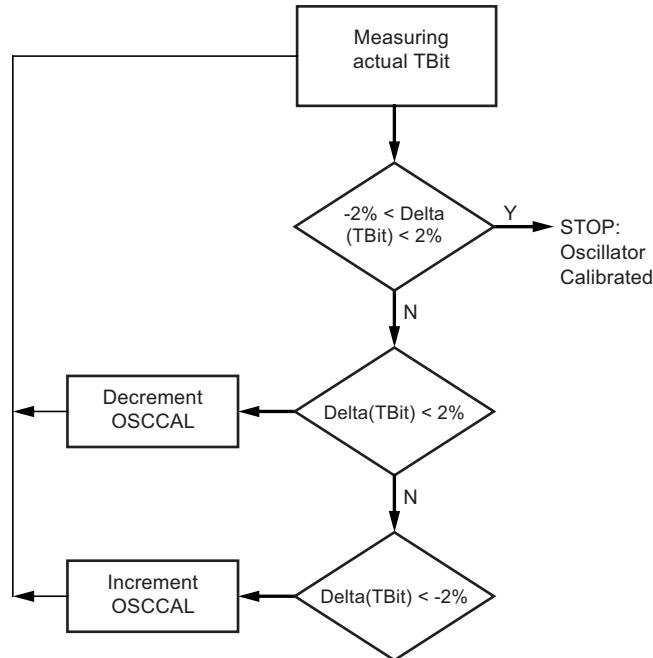 Measuring
actual TBit
-2% < Delta
(TBit) < 2%
Y
STOP:
Oscillator
Calibrated
N
Decrement
OSCCAL
Delta(TBit) < 2%
N
Increment
OSCCAL
Delta(TBit) < -2%